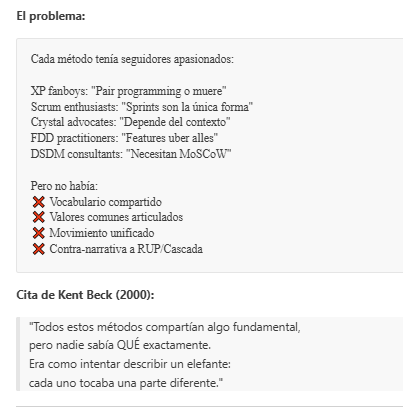 El problema:
Cada método tenía seguidores apasionados:
XP fanboys: "Pair programming o muere"
Scrum enthusiasts: "Sprints son la única forma"
Crystal advocates: "Depende del contexto"
FDD practitioners: "Features uber alles"
DSDM consultants: "Necesitan MoSCoW"
Pero no había:
❌ Vocabulario compartido
❌ Valores comunes articulados
❌ Movimiento unificado
❌ Contra-narrativa a RUP/Cascada
Cita de Kent Beck (2000):
"Todos estos métodos compartían algo fundamental,
pero nadie sabía QUÉ exactamente.
Era como intentar describir un elefante:
cada uno tocaba una parte diferente."